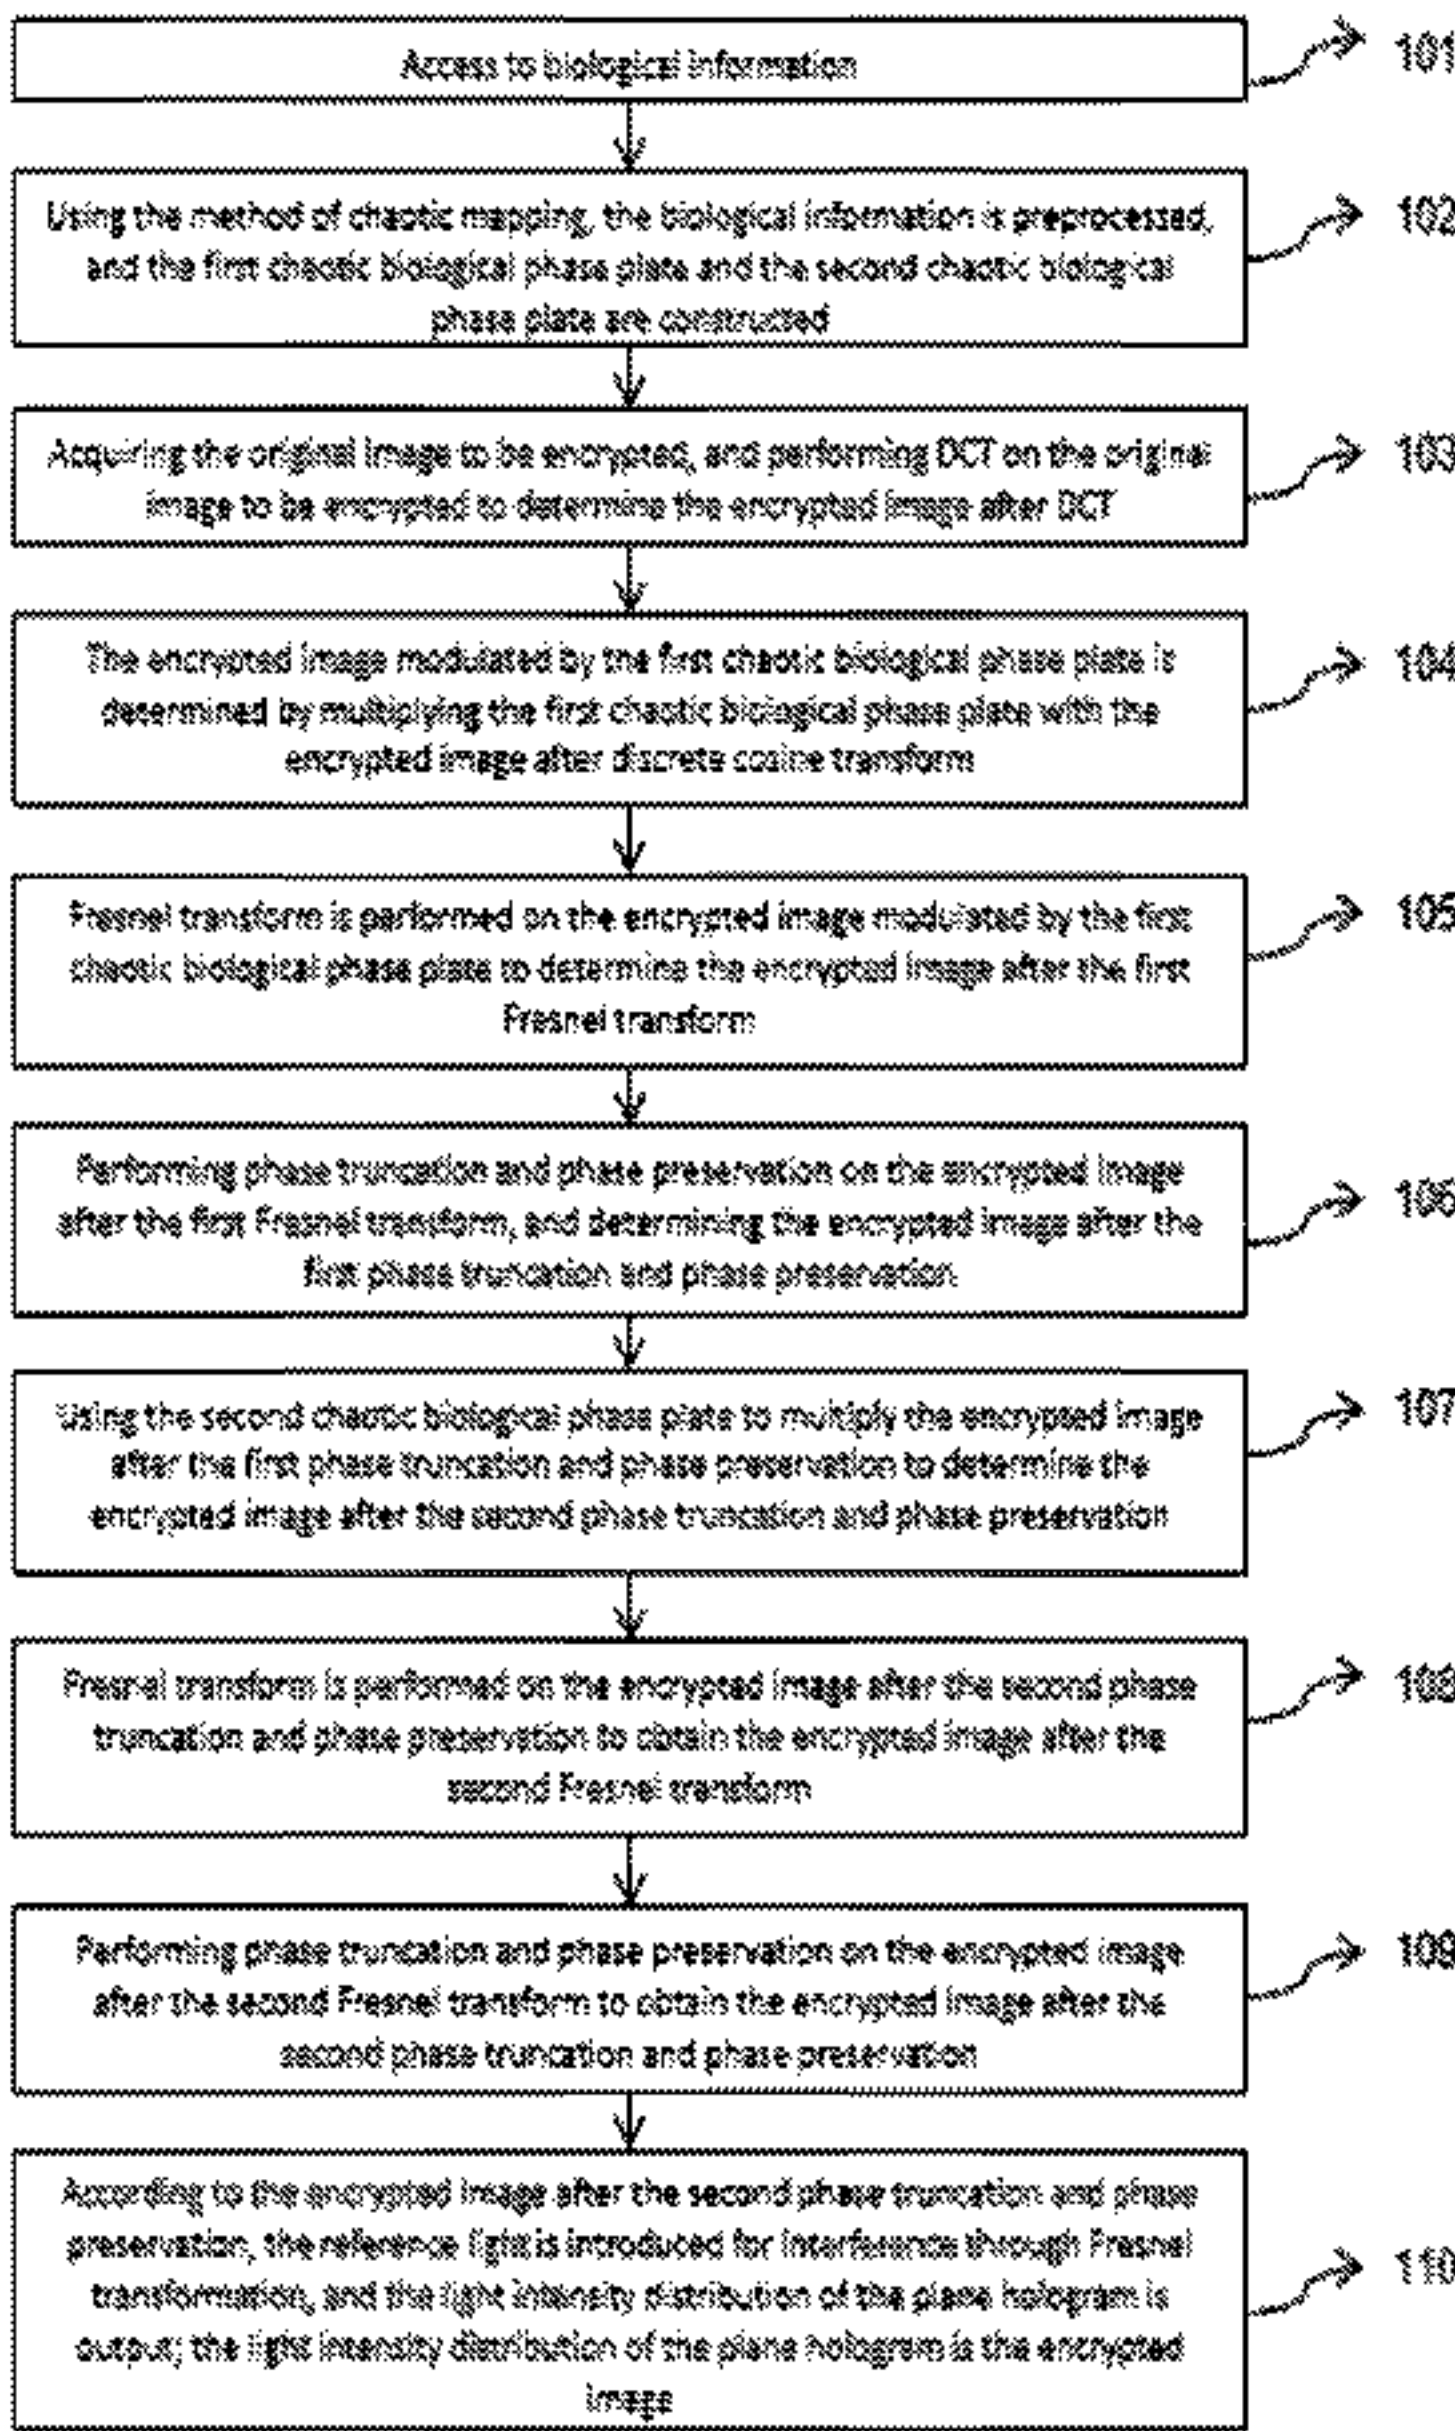 Access to biological information
101
Using the method of chaotic mapping, the biological information is preprocessed,
and the first chaotic biological phase plate and the second chaotic biological
phase plate are constructed
102
Acquiring the original image to be encrypted, and performing DCT on the original
image to be encrypted to determine the encrypted image after DCT
103
The encrypted image modulated by the first chaotic biological phase plate is
determined by multiplying the first chaotic biological phase plate with the
encrypted image after discrete cosine transform
104
Fresnel transform is performed on the encrypted image modulated by the first
chaotic biological phase plate to determine the encrypted image after the first
Fresnel transform
105
Performing phase truncation and phase preservation on the encrypted image
after the first Fresnel transform, and determining the encrypted image after the
first phase truncation and phase preservation
106
Using the second chaotic biological phase plate to multiply the encrypted image
after the first phase truncation and phase preservation to determine the
encrypted image after the second phase truncation and phase preservation
107
Fresnel transform is performed on the encrypted image after the second phase
truncation and phase preservation to obtain the encrypted image after the
second Fresnel transform
108
Performing phase truncation and phase preservation on the encrypted image
after the second Fresnel transform to obtain the encrypted image after the
second phase truncation and phase preservation
109
According to the encrypted image after the second phase truncation and phase
preservation, the reference light is introduced for interference through Fresnel
transformation, and the light intensity distribution of the plane hologram is
output; the light intensity distribution of the plane hologram is the encrypted
image
110